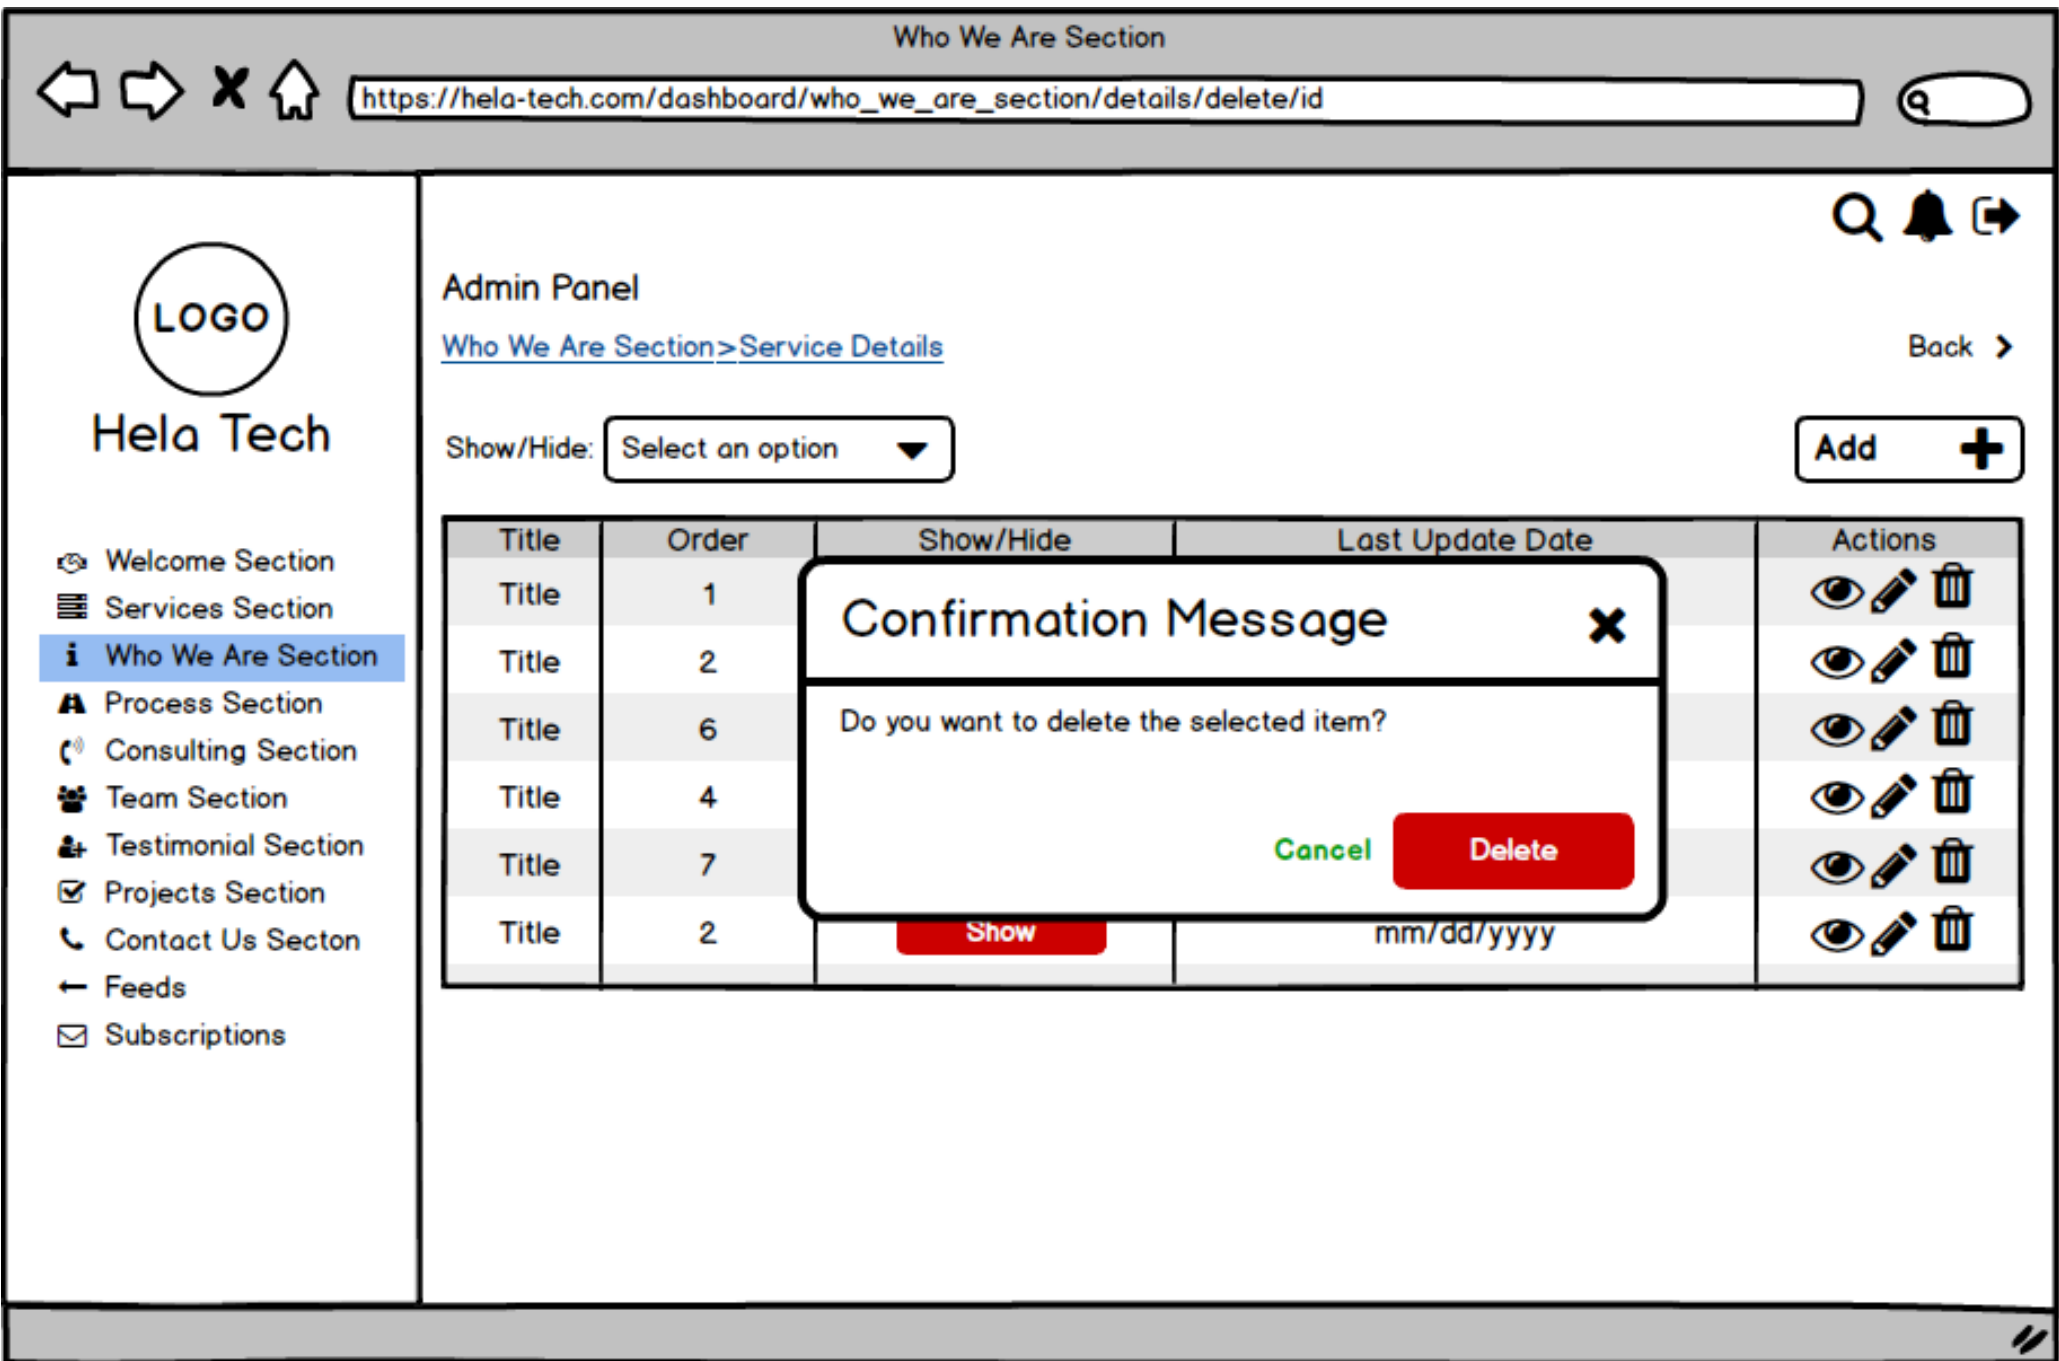 Who We Are Section
https://hela-tech.com/dashboard/who_we_are_section/details/delete/id
LOGO
Hela Tech
Welcome Section
Services Section
Who We Are Section
Process Section
Consulting Section
Team Section
Testimonial Section
Projects Section
Contact Us Secton
Feeds
Subscriptions
Admin Panel
Who We Are Section>Service Details
Back
Show/Hide: Select an option
Add
Title Order Show/Hide Last Update Date Actions
Title 1
Title 2
Title 6
Title 4
Title 7
Title 2 Show mm/dd/yyyy
Confirmation Message
Do you want to delete the selected item?
Cancel Delete